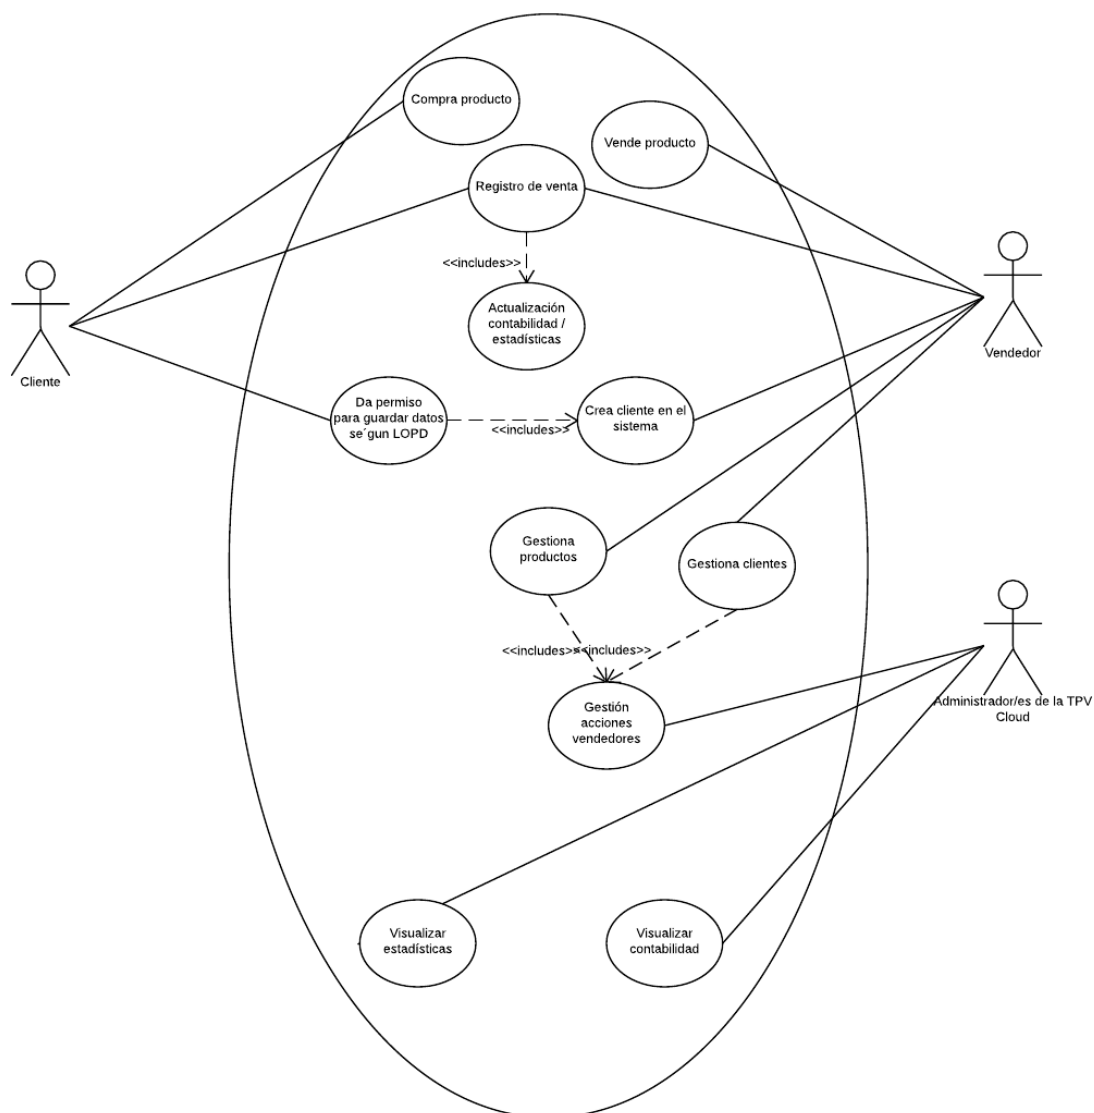 Compra producto
Vende producto
Registro de venta
<<includes>>
Actualización
contabilidad /
estadísticas
Cliente
Vendedor
Da permiso
para guardar datos
se´gun LOPD
<<includes>>
Crea cliente en el
sistema
Gestiona
productos
Gestiona clientes
<<includes>>
<<includes>>
Gestión
acciones
vendedores
Administrador/es de la TPV
Cloud
Visualizar
estadísticas
Visualizar
contabilidad